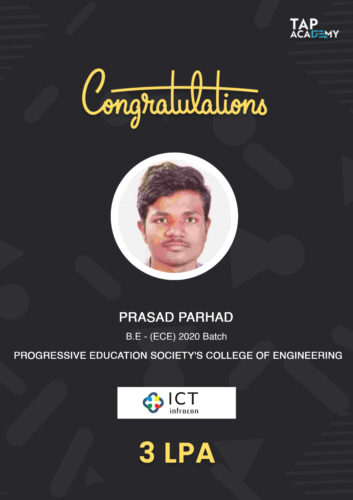 TAP
ACADEMY
Congratulations
PRASAD PARHAD
B.E - (ECE) 2020 Batch
PROGRESSIVE EDUCATION SOCIETY'S COLLEGE OF ENGINEERING
ICT
infracon
3 LPA